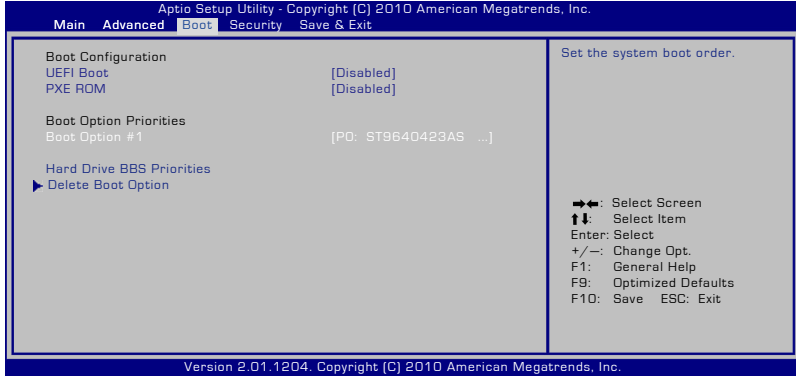 Aptio Setup Utility - Copyright (C) 2010 American Megatrends, Inc.
Main Advanced Boot Security Save & Exit
Boot Configuration
UEFI Boot [Disabled]
PXE ROM [Disabled]
Boot Option Priorities
Boot Option #1 [P0: ST9640423AS ...]
Hard Drive BBS Priorities
Delete Boot Option
Set the system boot order.
→←: Select Screen
↑↓: Select Item
Enter: Select
+/—: Change Opt.
F1: General Help
F9: Optimized Defaults
F10: Save ESC: Exit
Version 2.01.1204. Copyright (C) 2010 American Megatrends, Inc.